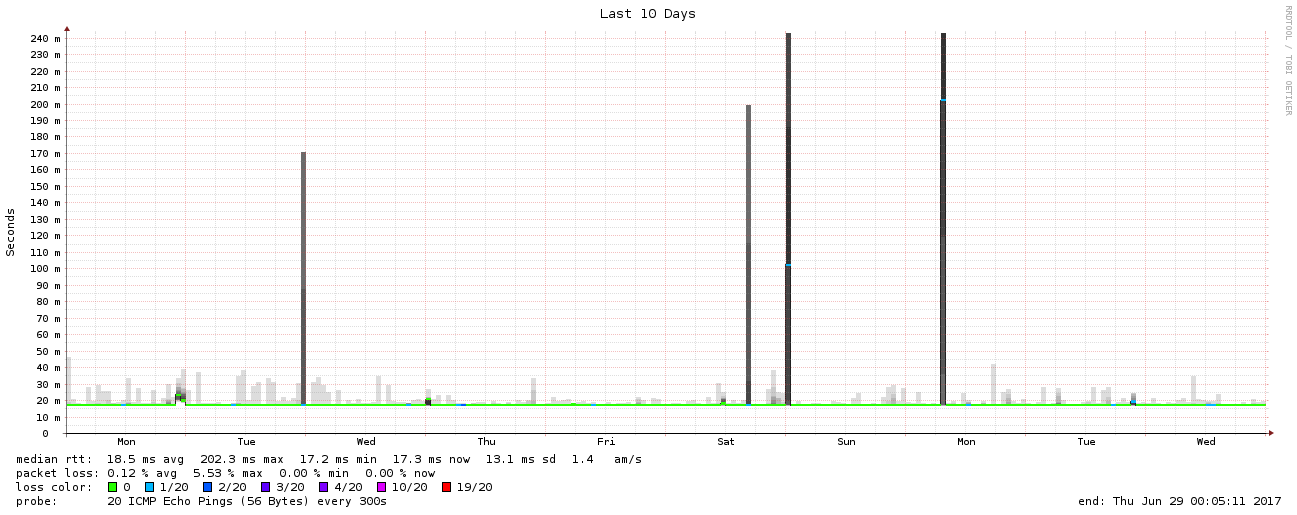 Last 10 Days
RRDTOOL / TOBI OETIKER
Seconds
240 m
230 m
220 m
210 m
200 m
190 m
180 m
170 m
160 m
150 m
140 m
130 m
120 m
110 m
100 m
90 m
80 m
70 m
60 m
50 m
40 m
30 m
20 m
10 m
0
Mon Tue Wed Thu Fri Sat Sun Mon Tue Wed
median rtt: 18.5 ms avg 202.3 ms max 17.2 ms min 17.3 ms now 13.1 ms sd 1.4 am/s
packet loss: 0.12 % avg 5.53 % max 0.00 % min 0.00 % now
loss color: 0 1/20 2/20 3/20 4/20 10/20 19/20
probe: 20 ICMP Echo Pings (56 Bytes) every 300s end: Thu Jun 29 00:05:11 2017